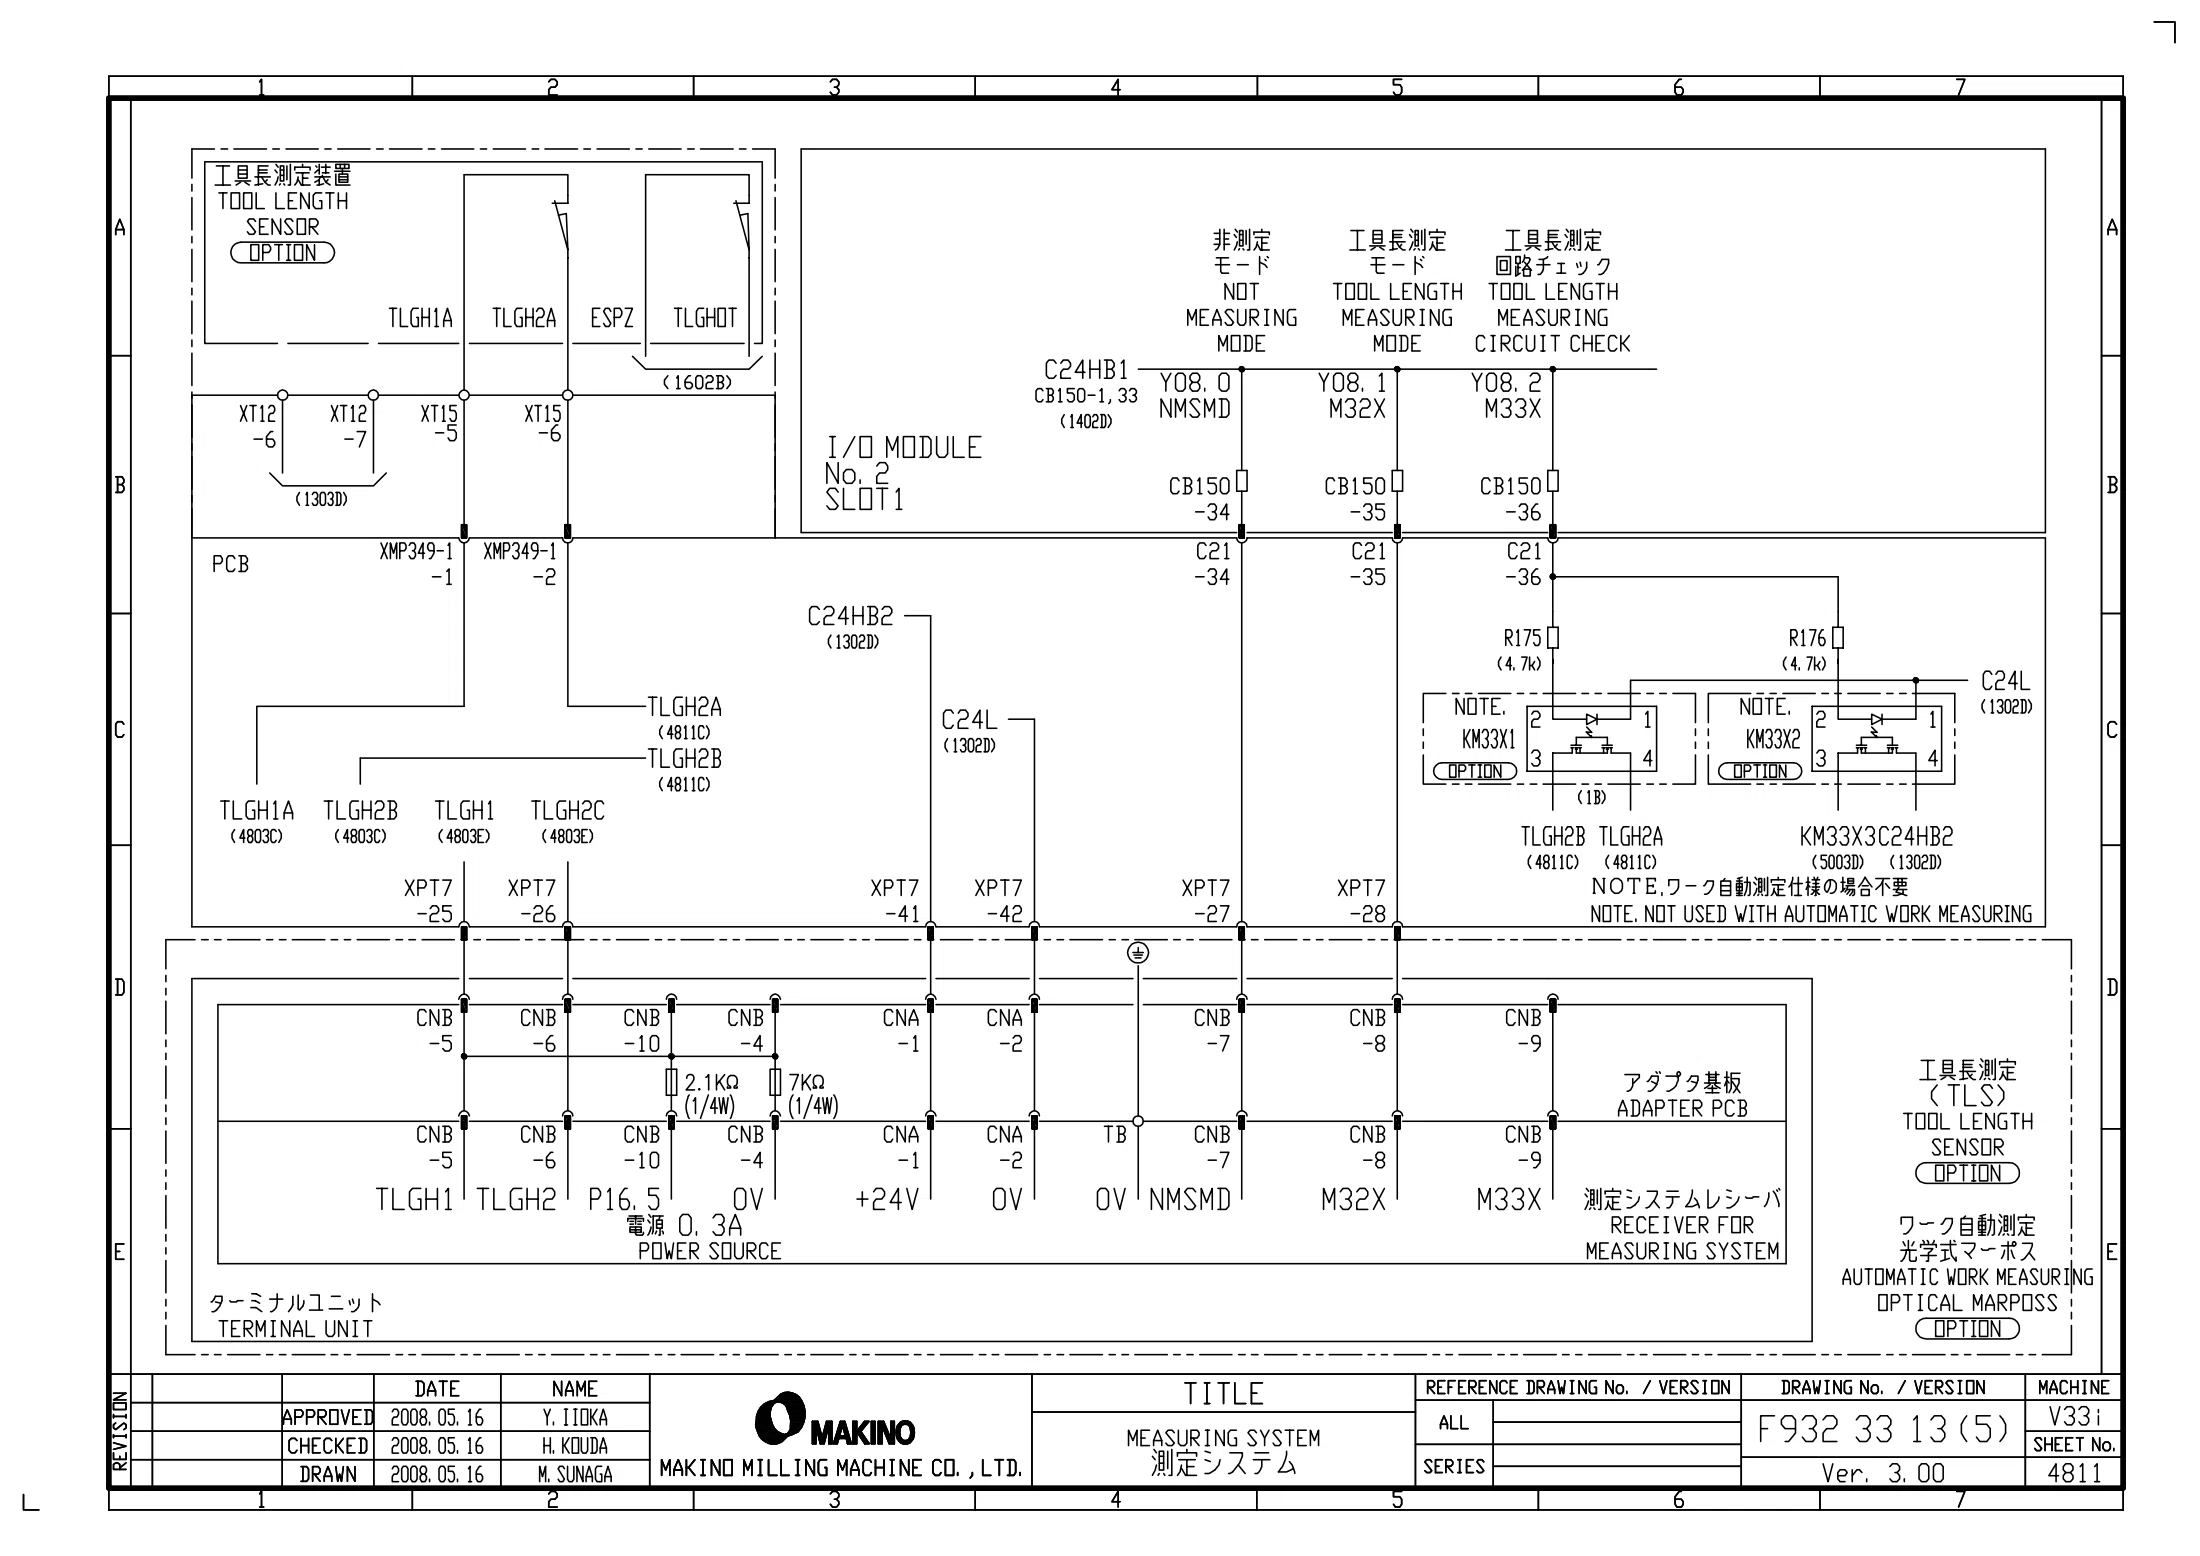 1 2 3 4 5 6 7
A
B
C
D
E
A
B
C
D
E
工具長測定装置
TOOL LENGTH
SENSOR
OPTION
TLGH1A TLGH2A ESPZ TLGHOT
(1602B)
XT12 XT12 XT15 XT15
-6 -7 -5 -6
(1303D)
非測定
モード
NOT
MEASURING
MODE
工具長測定
モード
TOOL LENGTH
MEASURING
MODE
工具長測定
回路チェック
TOOL LENGTH
MEASURING
CIRCUIT CHECK
C24HB1
CB150-1, 33
(1402D)
Y08. 0 Y08. 1 Y08. 2
NMSMD M32X M33X
I/O MODULE
No. 2
SLOT1
CB150 CB150 CB150
-34 -35 -36
PCB
XMP349-1 XMP349-1
-1 -2
C21 C21 C21
-34 -35 -36
C24HB2
(1302D)
R175 R176
(4. 7k) (4. 7k)
C24L
(1302D)
TLGH2A
(4811C)
TLGH2B
(4811C)
C24L
(1302D)
NOTE.
KM33X1
OPTION
2 1
3 4
NOTE.
KM33X2
OPTION
2 1
3 4
(1B)
TLGH1A TLGH2B TLGH1 TLGH2C
(4803C) (4803C) (4803E) (4803E)
TLGH2B TLGH2A KM33X3 C24HB2
(4811C) (4811C) (5003D) (1302D)
NOTE.ワーク自動測定仕様の場合不要
NOTE. NOT USED WITH AUTOMATIC WORK MEASURING
XPT7 XPT7 XPT7 XPT7 XPT7 XPT7
-25 -26 -41 -42 -27 -28
CNB CNB CNB CNB CNA CNA CNB CNB CNB
-5 -6 -10 -4 -1 -2 -7 -8 -9
2.1KΩ 7KΩ
(1/4W) (1/4W)
アダプタ基板
ADAPTER PCB
CNB CNB CNB CNB CNA CNA TB CNB CNB CNB
-5 -6 -10 -4 -1 -2 -7 -8 -9
TLGH1 TLGH2 P16. 5 0V +24V 0V 0V NMSMD M32X M33X
電源 0. 3A
POWER SOURCE
測定システムレシーバ
RECEIVER FOR
MEASURING SYSTEM
ターミナルユニット
TERMINAL UNIT
工具長測定
(TLS)
TOOL LENGTH
SENSOR
OPTION
ワーク自動測定
光学式マーポス
AUTOMATIC WORK MEASURING
OPTICAL MARPOSS
OPTION
REVISION
DATE NAME
APPROVED 2008. 05. 16 Y. IIOKA
CHECKED 2008. 05. 16 H. KOUDA
DRAWN 2008. 05. 16 M. SUNAGA
MAKINO
MAKINO MILLING MACHINE CO. , LTD.
TITLE
MEASURING SYSTEM
測定システム
REFERENCE DRAWING No. / VERSION
ALL
SERIES
DRAWING No. / VERSION
F932 33 13 (5)
Ver. 3. 00
MACHINE
V33i
SHEET No.
4811
1 2 3 4 5 6 7